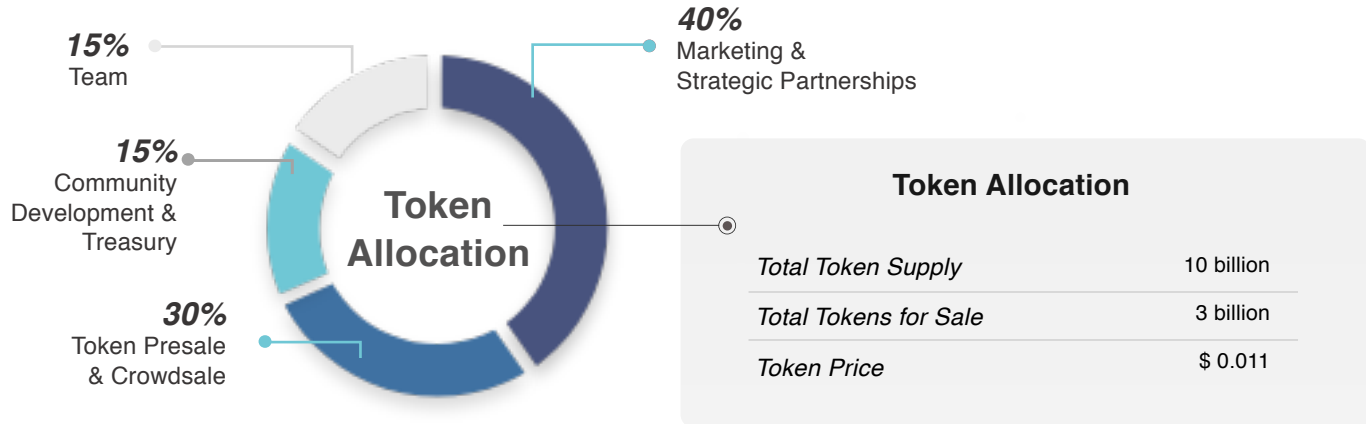 40%
Marketing &
Strategic Partnerships
15%
Team
15%
Community
Development &
Treasury
30%
Token Presale
& Crowdsale
Token
Allocation
Token Allocation
Total Token Supply 10 billion
Total Tokens for Sale 3 billion
Token Price $ 0.011